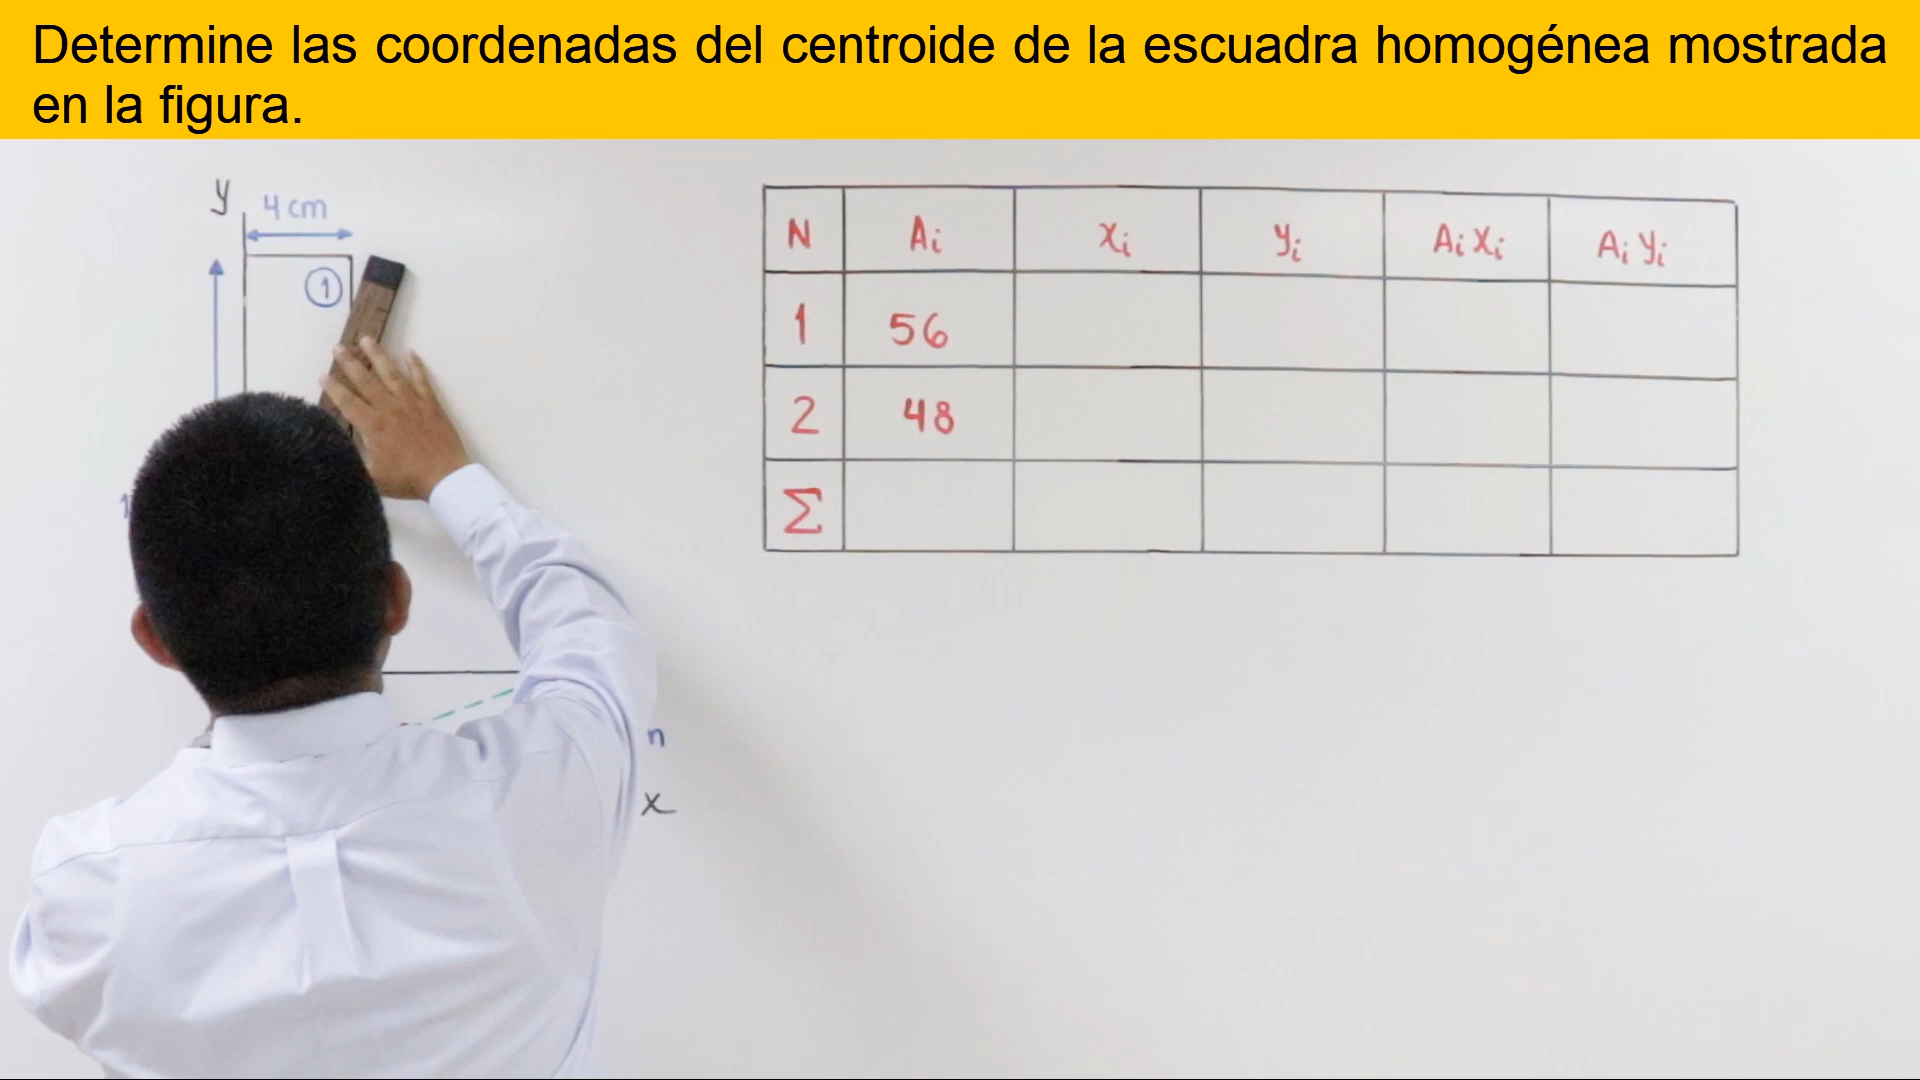 Determine las coordenadas del centroide de la escuadra homogénea mostrada
en la figura.
y
4 cm
1
N Ai xi yi Ai xi Ai yi
1 56
2 48
Σ
x